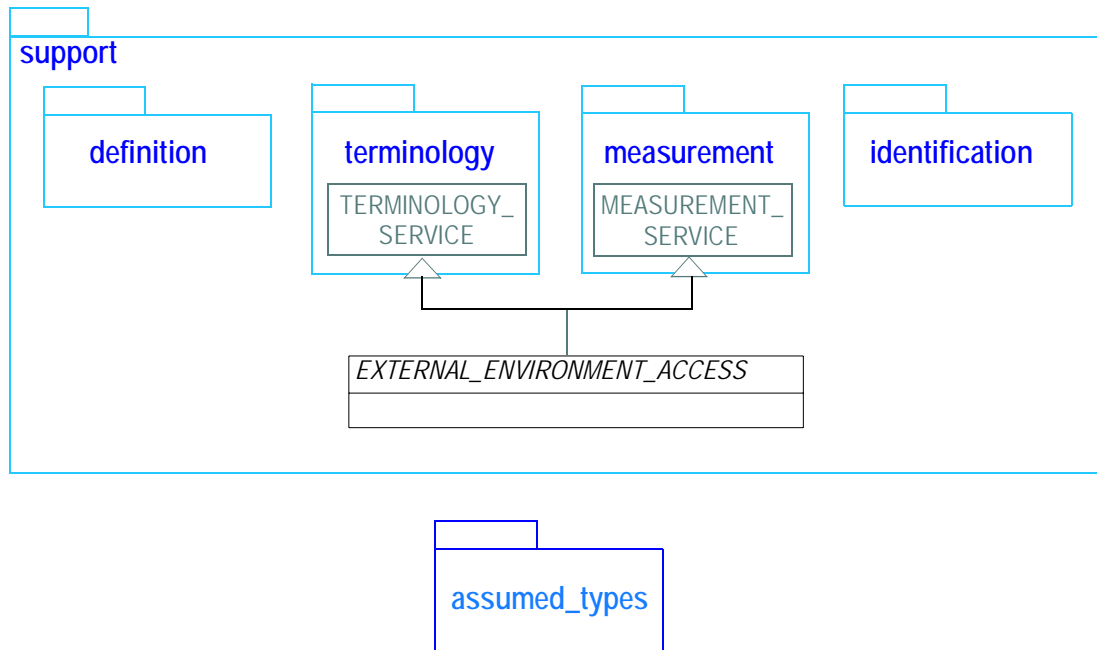 support
definition
terminology
measurement
identification
TERMINOLOGY_
SERVICE
MEASUREMENT_
SERVICE
EXTERNAL_ENVIRONMENT_ACCESS
assumed_types